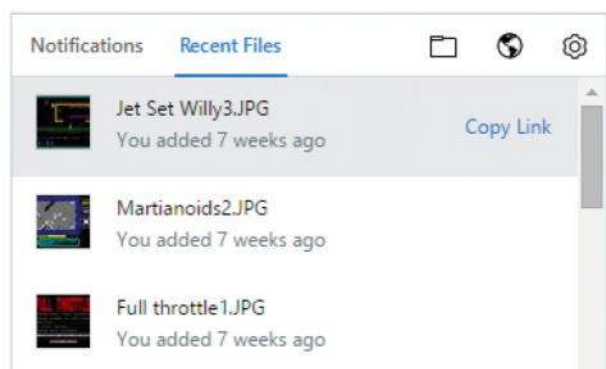 Notifications Recent Files
Jet Set Willy3.JPG
You added 7 weeks ago
Copy Link
Martianoids2.JPG
You added 7 weeks ago
Full throttle1.JPG
You added 7 weeks ago